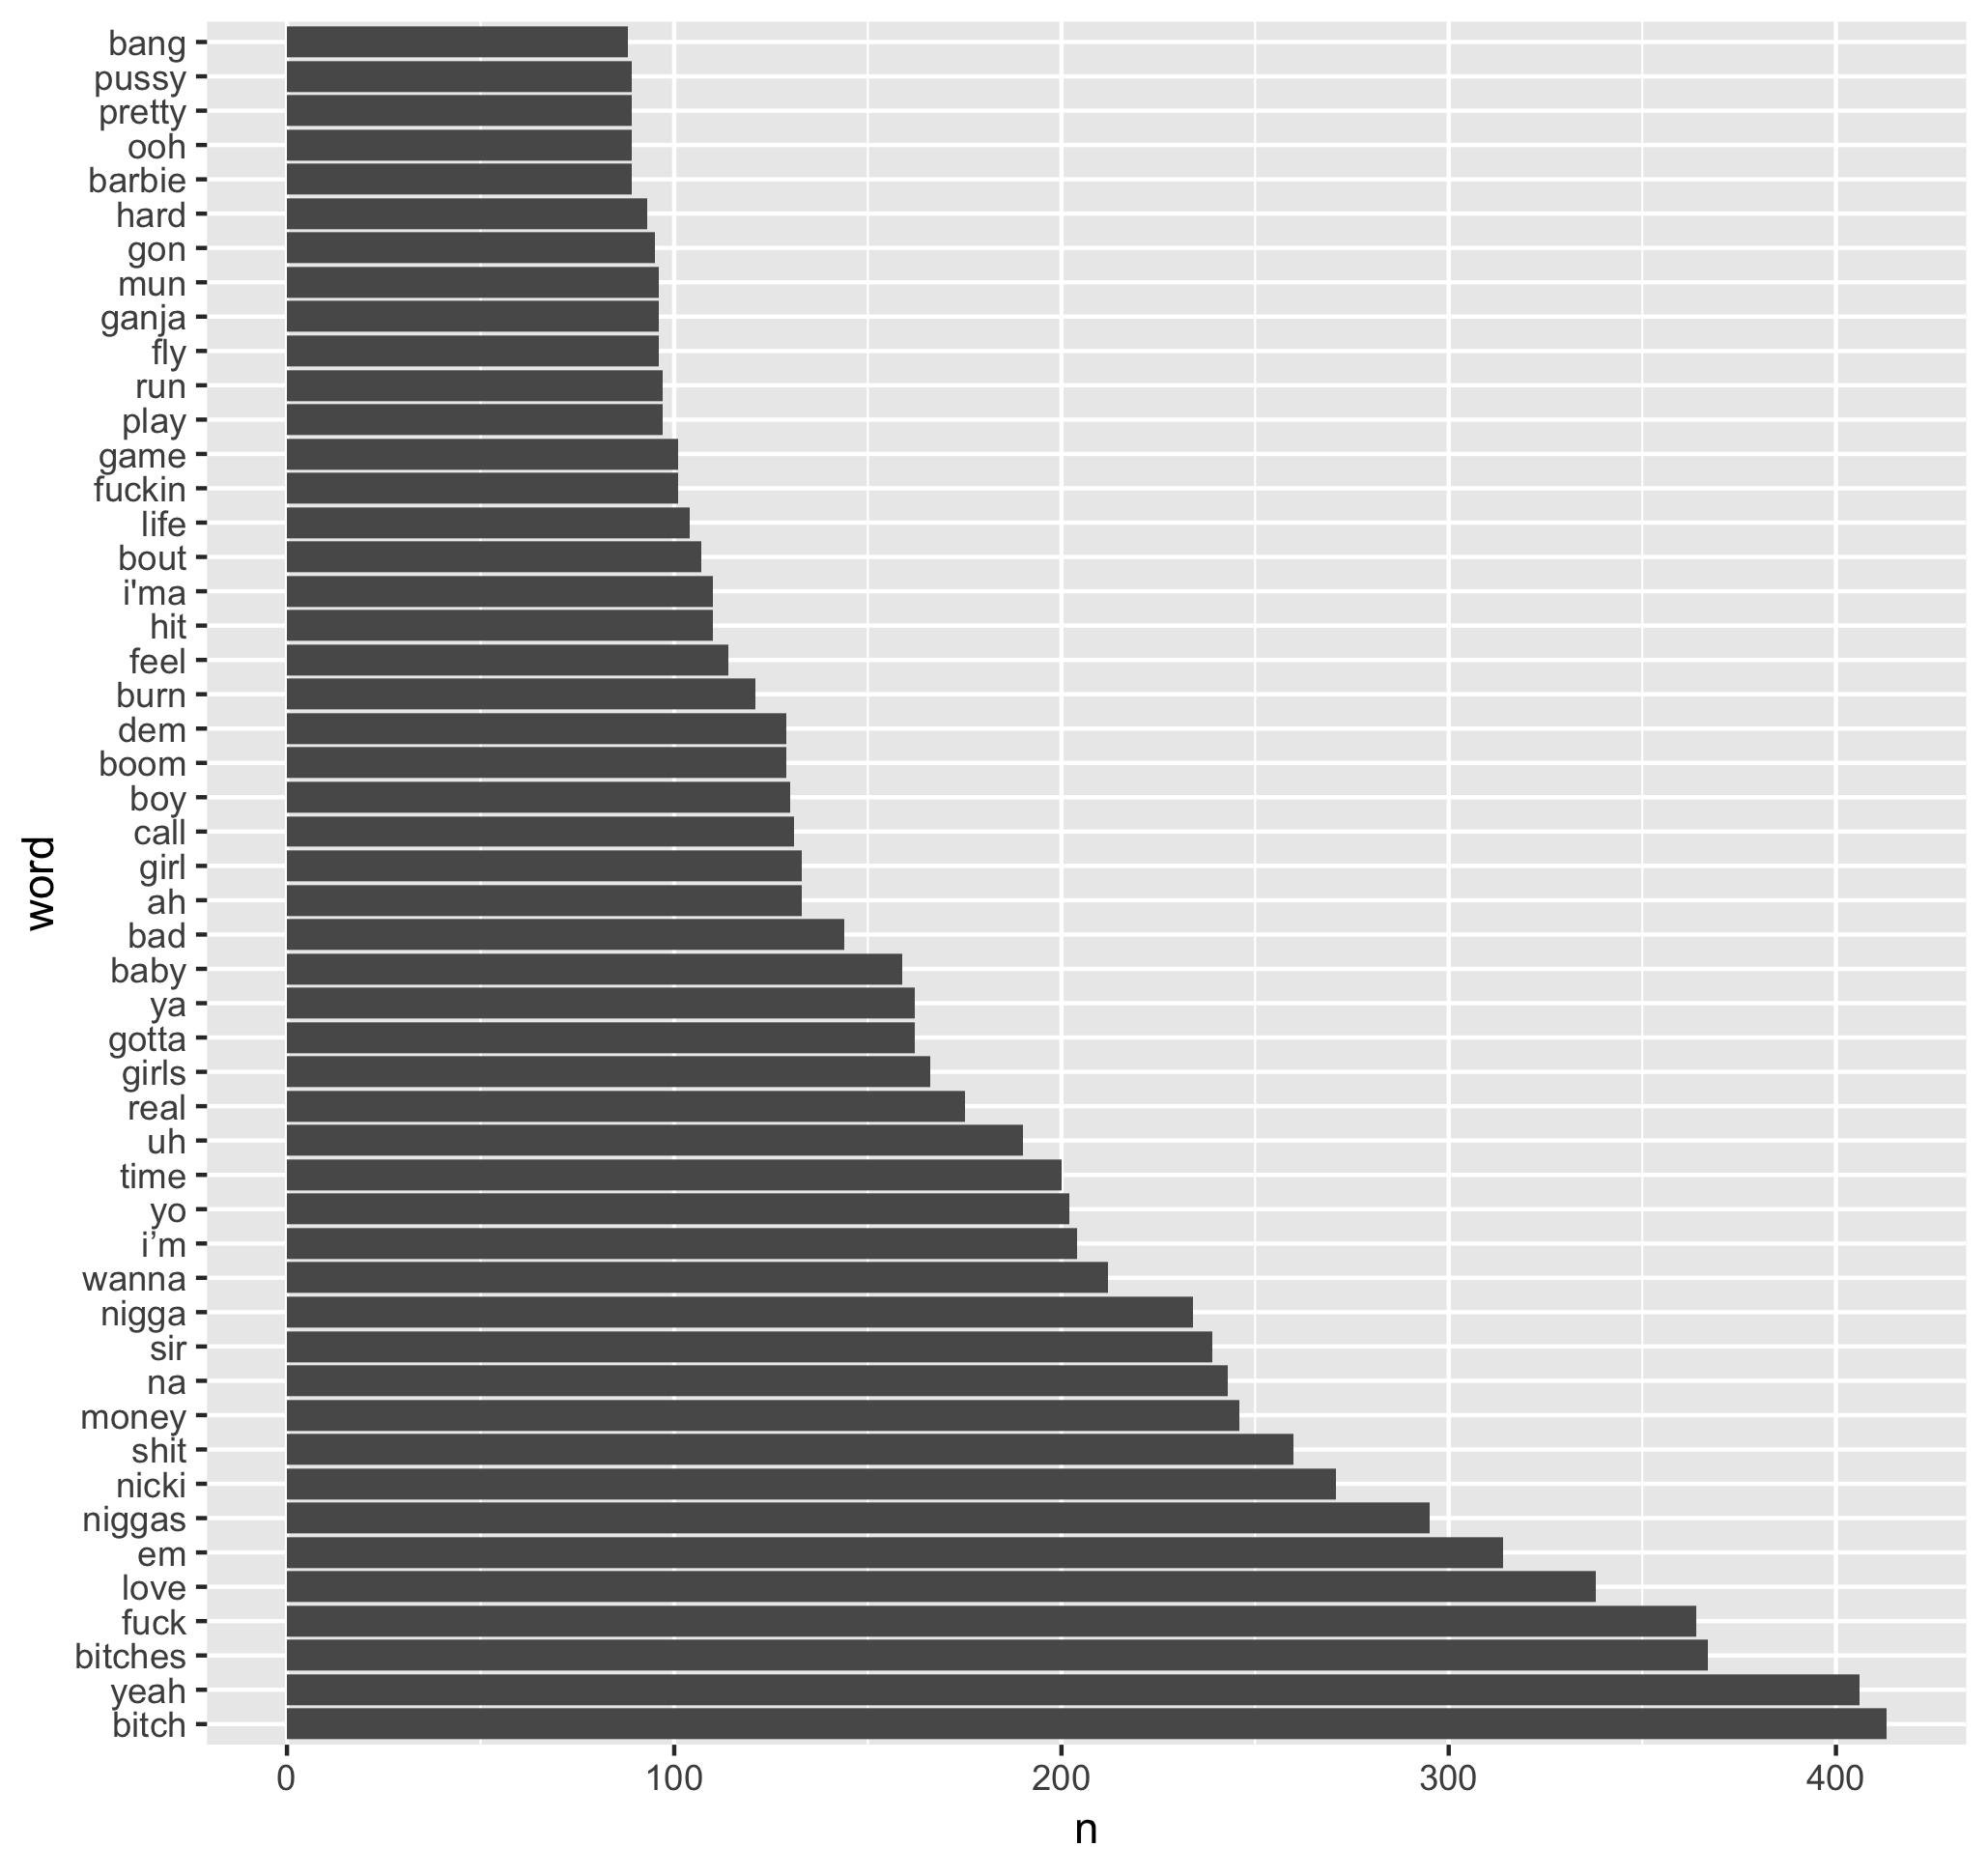 bang
pussy
pretty
ooh
barbie
hard
gon
mun
ganja
fly
run
play
game
fuckin
life
bout
i'ma
hit
feel
burn
dem
boom
boy
call
girl
ah
bad
baby
ya
gotta
girls
real
uh
time
yo
i’m
wanna
nigga
sir
na
money
shit
nicki
niggas
em
love
fuck
bitches
yeah
bitch
word
0 100 200 300 400
n